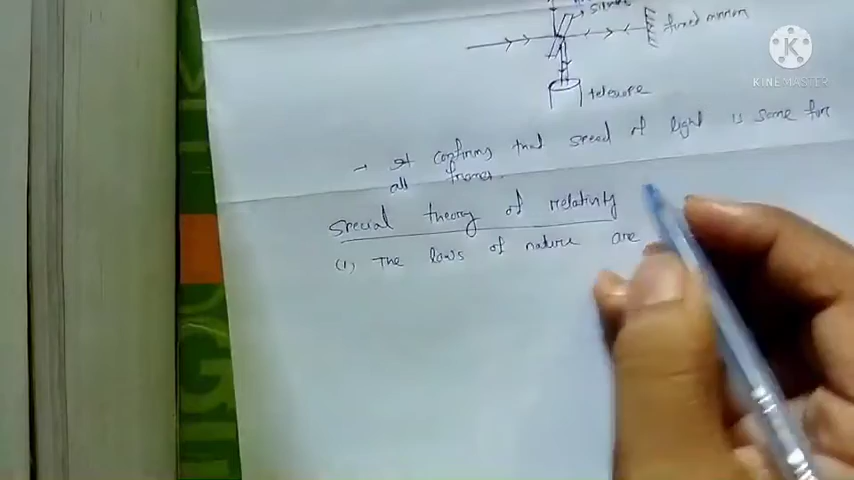 fixed mirror
K
KINEMASTER
telescope
→ It confirms that speed of light is same for
all frames.
Special theory of relativity
(1) The laws of nature are